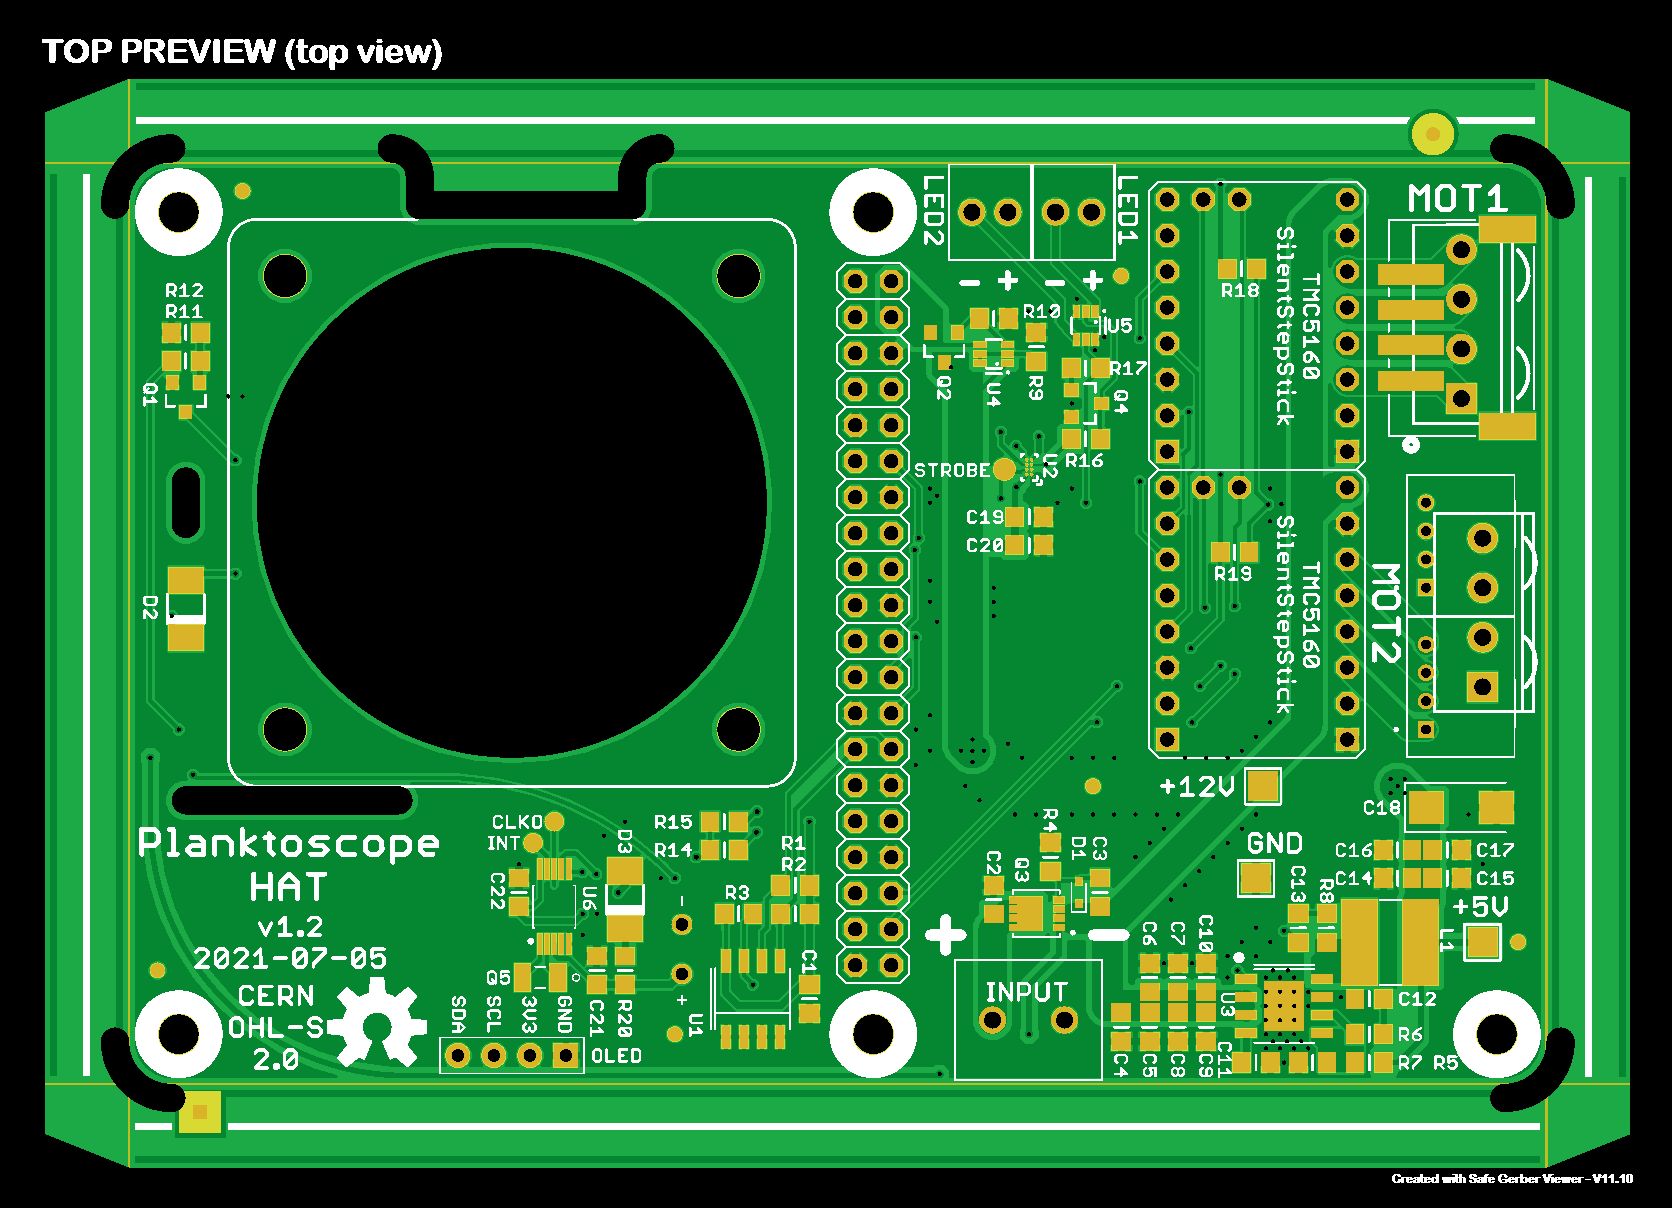 TOP PREVIEW (top view)
LED2
LED1
MOT1
- + - +
R12
R11
Q1
D2
R10
U5
R18
SilentStepStick
TMC5160
Q2
U4
R9
R17
Q4
STROBE
U2
R16
C19
C20
R19
SilentStepStick
TMC5160
MOT2
+12V
C18
GND
Planktoscope
HAT
v1.2
2021-07-05
CERN
OHL-S
2.0
CLKO
INT
D3
R15
R14
R1
R2
R3
C22
U6
-
+
Q5
C21
R20
U1
C1
SDA
SCL
3V3
GND
OLED
R4
D1
C3
C2
Q3
+ -
INPUT
C6
C7
C10
C4
C5
C8
C9
C11
U3
C13
R8
C16
C17
C14
C15
+5V
L1
C12
R6
R7 R5
Created with Safe Gerber Viewer - V11.10